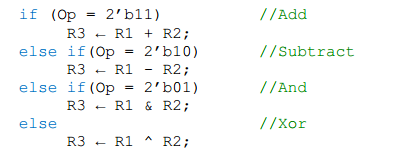 if (Op = 2'b11) //Add
R3 ← R1 + R2;
else if(Op = 2'b10) //Subtract
R3 ← R1 - R2;
else if(Op = 2'b01) //And
R3 ← R1 & R2;
else //Xor
R3 ← R1 ^ R2;